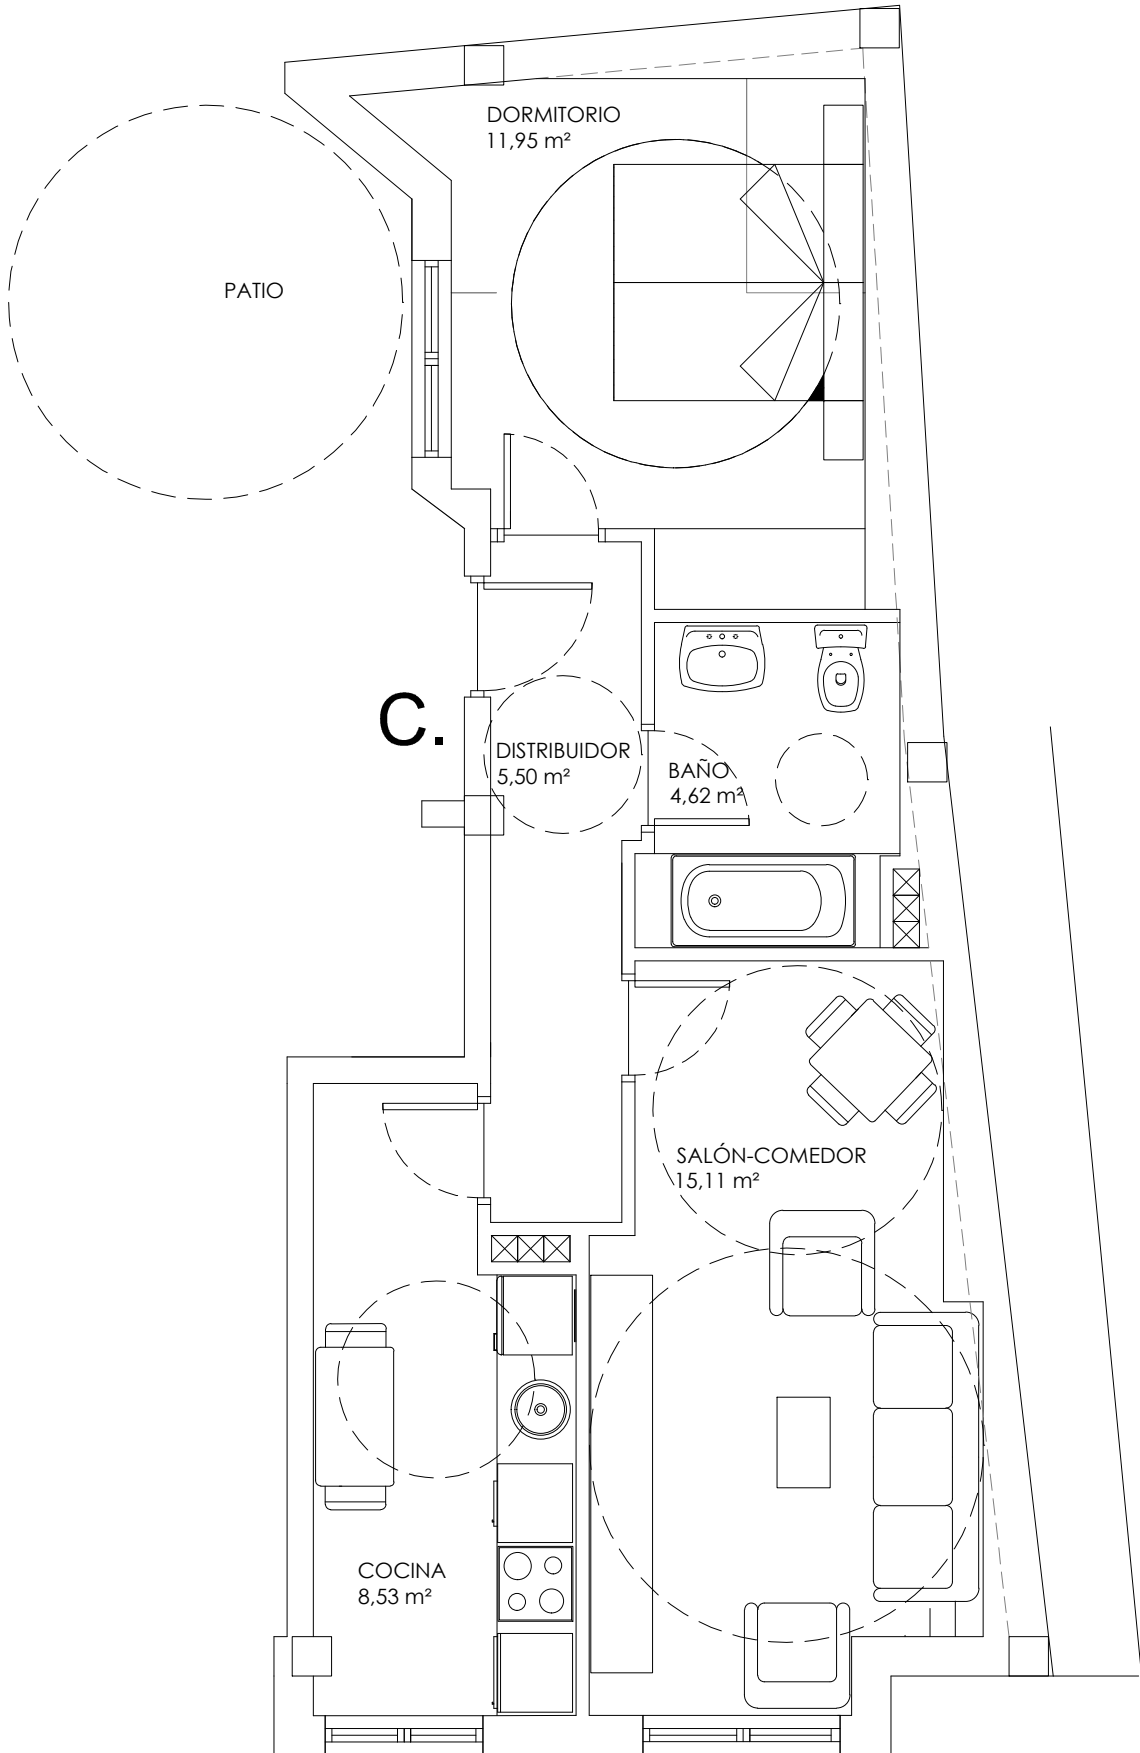 DORMITORIO
11,95 m²
PATIO
C.
DISTRIBUIDOR
5,50 m²
BAÑO
4,62 m²
SALÓN-COMEDOR
15,11 m²
COCINA
8,53 m²